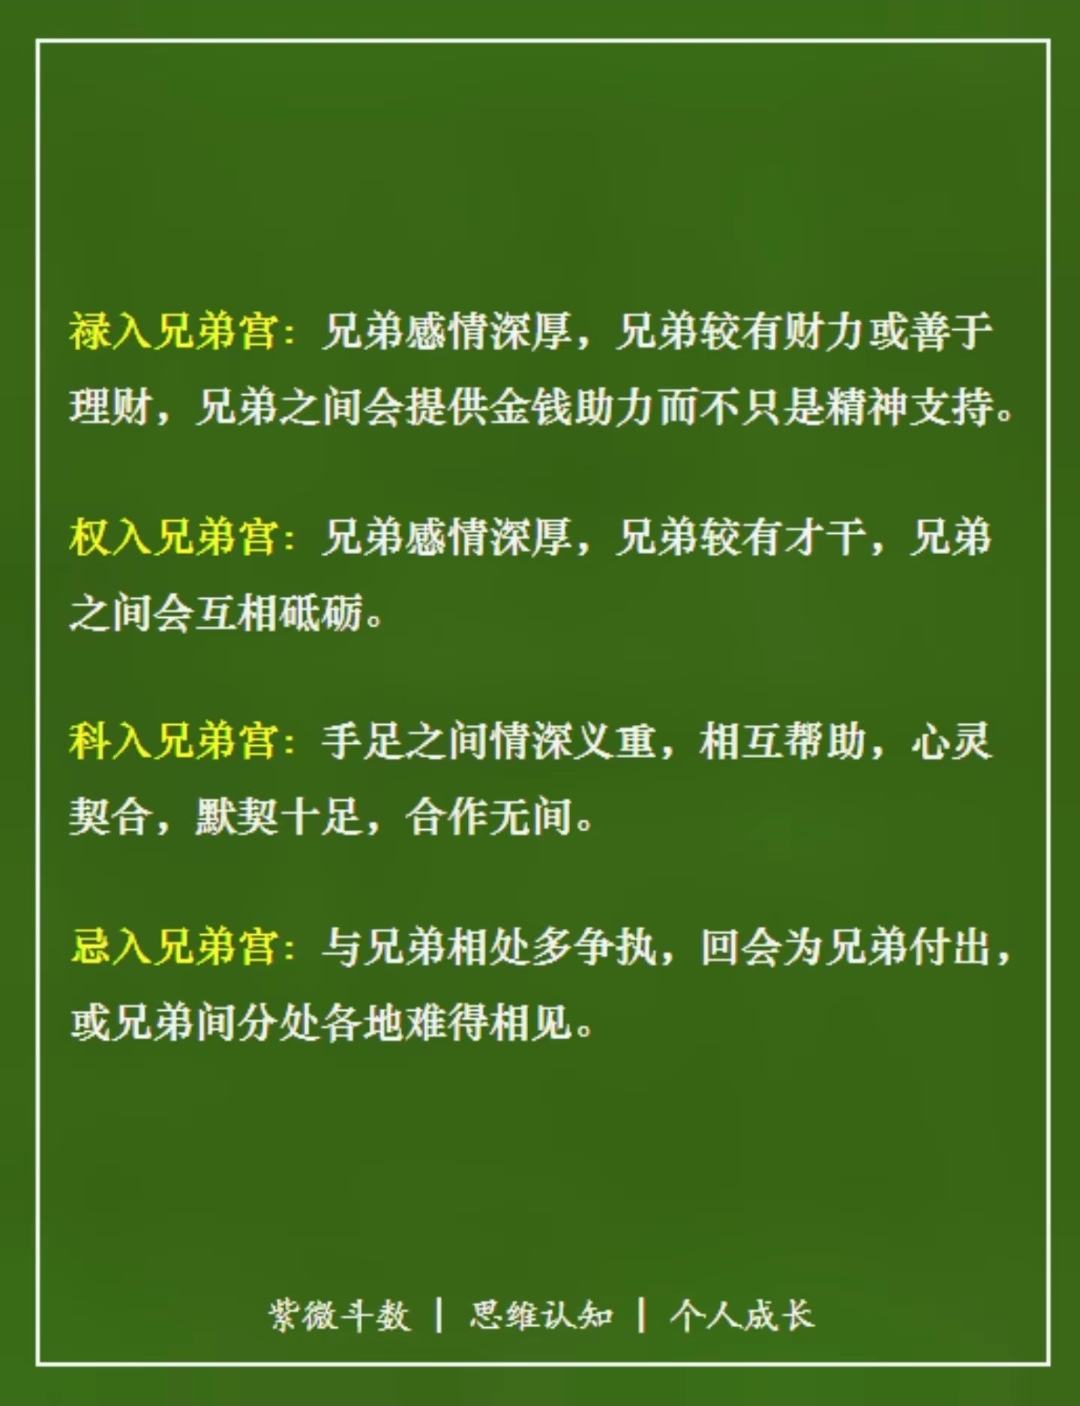 禄入兄弟宫：兄弟感情深厚，兄弟较有财力或善于
理财，兄弟之间会提供金钱助力而不只是精神支持。
权入兄弟宫：兄弟感情深厚，兄弟较有才干，兄弟
之间会互相砥砺。
科入兄弟宫：手足之间情深义重，相互帮助，心灵
契合，默契十足，合作无间。
忌入兄弟宫：与兄弟相处多争执，回会为兄弟付出，
或兄弟间分处各地难得相见。
紫微斗数 | 思维认知 | 个人成长